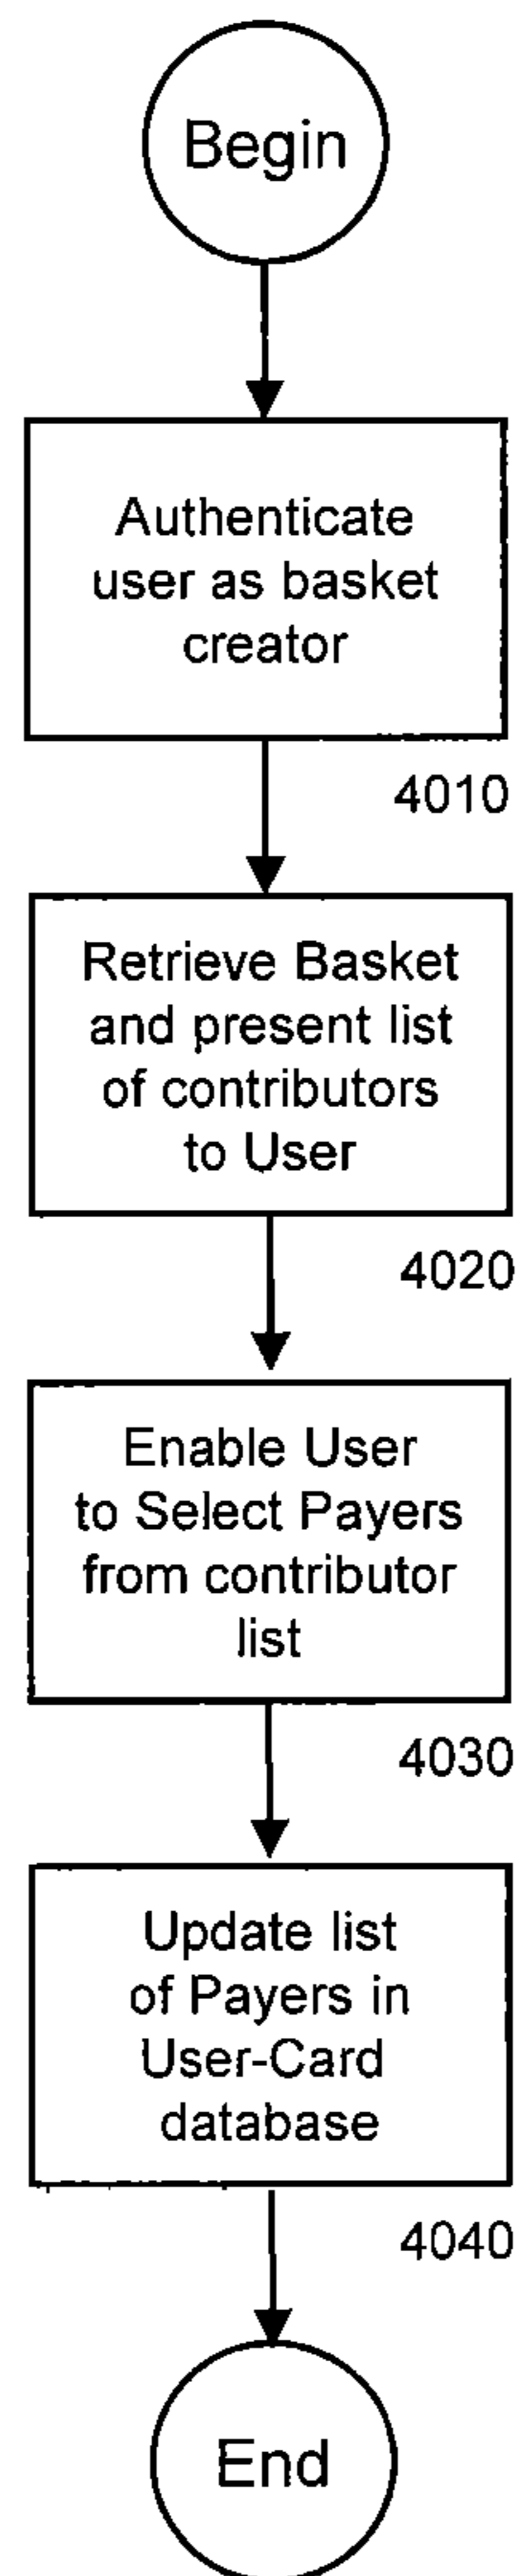 Begin
Authenticate
user as basket
creator
4010
Retrieve Basket
and present list
of contributors
to User
4020
Enable User
to Select Payers
from contributor
list
4030
Update list
of Payers in
User-Card
database
4040
End